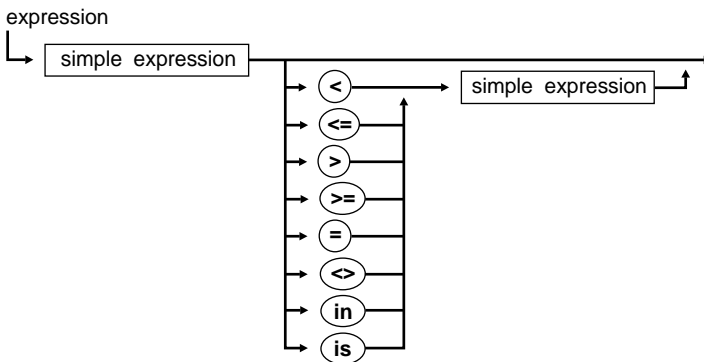 expression
simple expression
< simple expression
<=
>
>=
=
<>
in
is